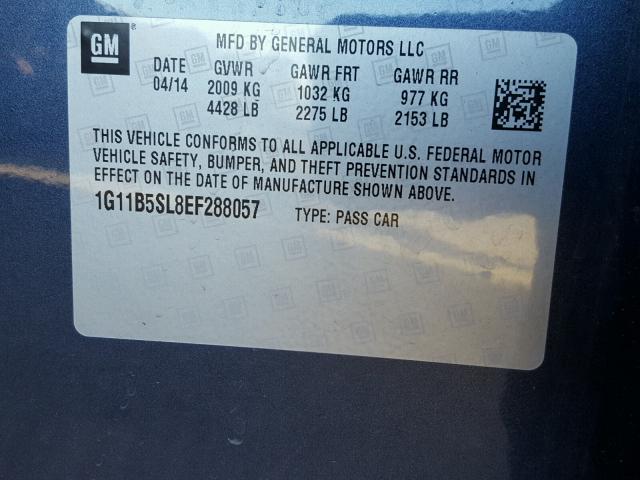 GM
MFD BY GENERAL MOTORS LLC
DATE GVWR GAWR FRT GAWR RR
04/14 2009 KG 1032 KG 977 KG
4428 LB 2275 LB 2153 LB
THIS VEHICLE CONFORMS TO ALL APPLICABLE U.S. FEDERAL MOTOR
VEHICLE SAFETY, BUMPER, AND THEFT PREVENTION STANDARDS IN
EFFECT ON THE DATE OF MANUFACTURE SHOWN ABOVE.
1G11B5SL8EF288057 TYPE: PASS CAR